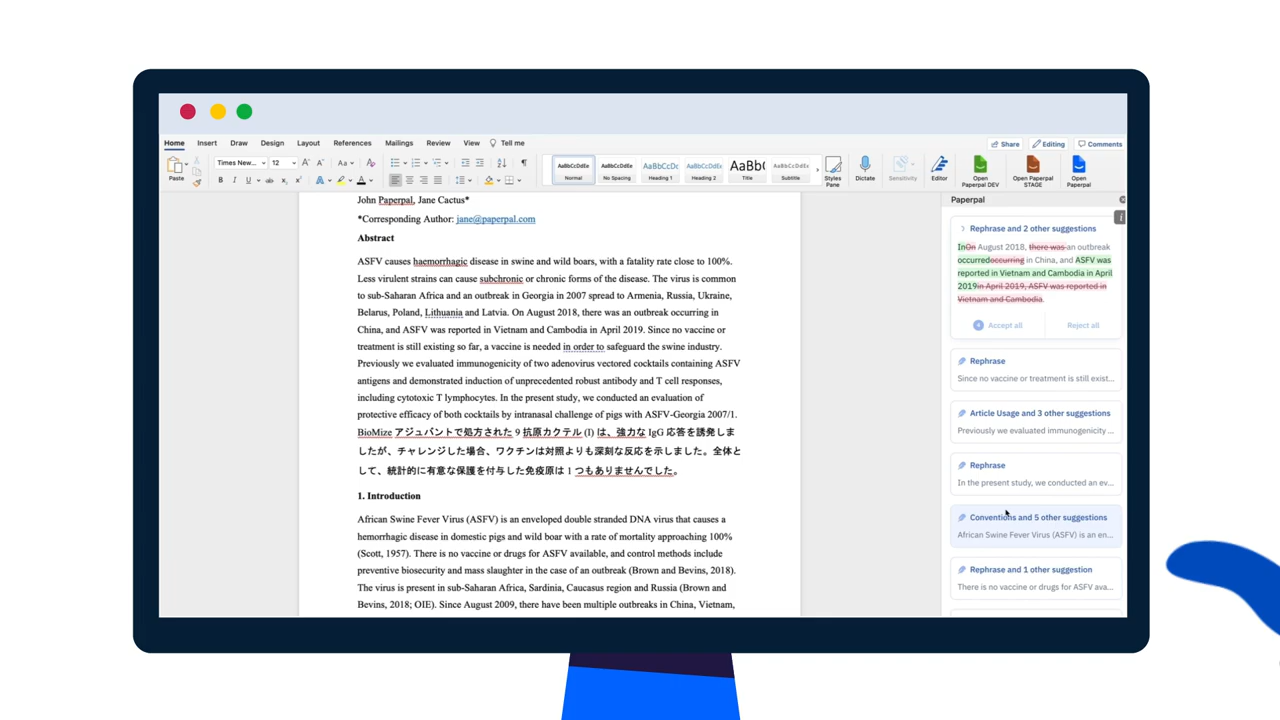 Home Insert Draw Design Layout References Mailings Review View Tell me
Share Editing Comments
Times New... 12 Aa
Paste
B I U ab x x A A
AaBbCcDdEe AaBbCcDdEe AaBbCcDc AaBbCcDdEe AaBbC AaBbCcDdEe
Normal No Spacing Heading 1 Heading 2 Title Subtitle
Styles Pane
Dictate
Sensitivity
Editor
Open Paperpal DEV
Open Paperpal STAGE
Open Paperpal
John Paperpal, Jane Cactus*
*Corresponding Author: jane@paperpal.com
Abstract
ASFV causes haemorrhagic disease in swine and wild boars, with a fatality rate close to 100%.
Less virulent strains can cause subchronic or chronic forms of the disease. The virus is common
to sub-Saharan Africa and an outbreak in Georgia in 2007 spread to Armenia, Russia, Ukraine,
Belarus, Poland, Lithuania and Latvia. On August 2018, there was an outbreak occurring in
China, and ASFV was reported in Vietnam and Cambodia in April 2019. Since no vaccine or
treatment is still existing so far, a vaccine is needed in order to safeguard the swine industry.
Previously we evaluated immunogenicity of two adenovirus vectored cocktails containing ASFV
antigens and demonstrated induction of unprecedented robust antibody and T cell responses,
including cytotoxic T lymphocytes. In the present study, we conducted an evaluation of
protective efficacy of both cocktails by intranasal challenge of pigs with ASFV-Georgia 2007/1.
BioMize アジュバントで処方された 9 抗原カクテル (I) は、強力な IgG 応答を誘発しま
したが、チャレンジした場合、ワクチンは対照よりも深刻な反応を示しました。全体と
して、統計的に有意な保護を付与した免疫原は 1 つもありませんでした。
1. Introduction
African Swine Fever Virus (ASFV) is an enveloped double stranded DNA virus that causes a
hemorrhagic disease in domestic pigs and wild boar with a rate of mortality approaching 100%
(Scott, 1957). There is no vaccine or drugs for ASFV available, and control methods include
preventive biosecurity and mass slaughter in the case of an outbreak (Brown and Bevins, 2018).
The virus is present in sub-Saharan Africa, Sardinia, Caucasus region and Russia (Brown and
Bevins, 2018; OIE). Since August 2009, there have been multiple outbreaks in China, Vietnam,
Paperpal
Rephrase and 2 other suggestions
InOn August 2018, there was an outbreak
occurredoccurring in China, and ASFV was
reported in Vietnam and Cambodia in April
2019in April 2019, ASFV was reported in
Vietnam and Cambodia.
Accept all Reject all
Rephrase
Since no vaccine or treatment is still exist...
Article Usage and 3 other suggestions
Previously we evaluated immunogenicity ...
Rephrase
In the present study, we conducted an ev...
Conventions and 5 other suggestions
African Swine Fever Virus (ASFV) is an en...
Rephrase and 1 other suggestion
There is no vaccine or drugs for ASFV ava...